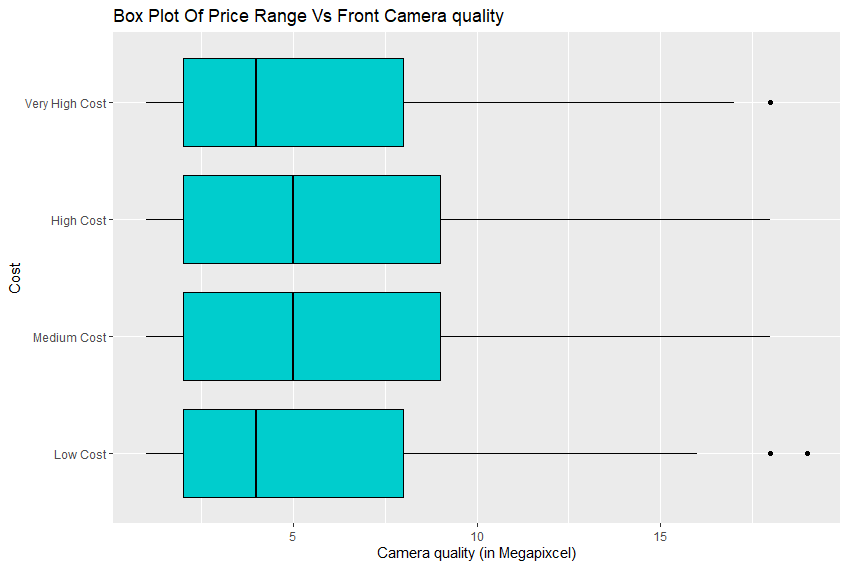 Box Plot Of Price Range Vs Front Camera quality
Cost
Very High Cost
High Cost
Medium Cost
Low Cost
5 10 15
Camera quality (in Megapixcel)